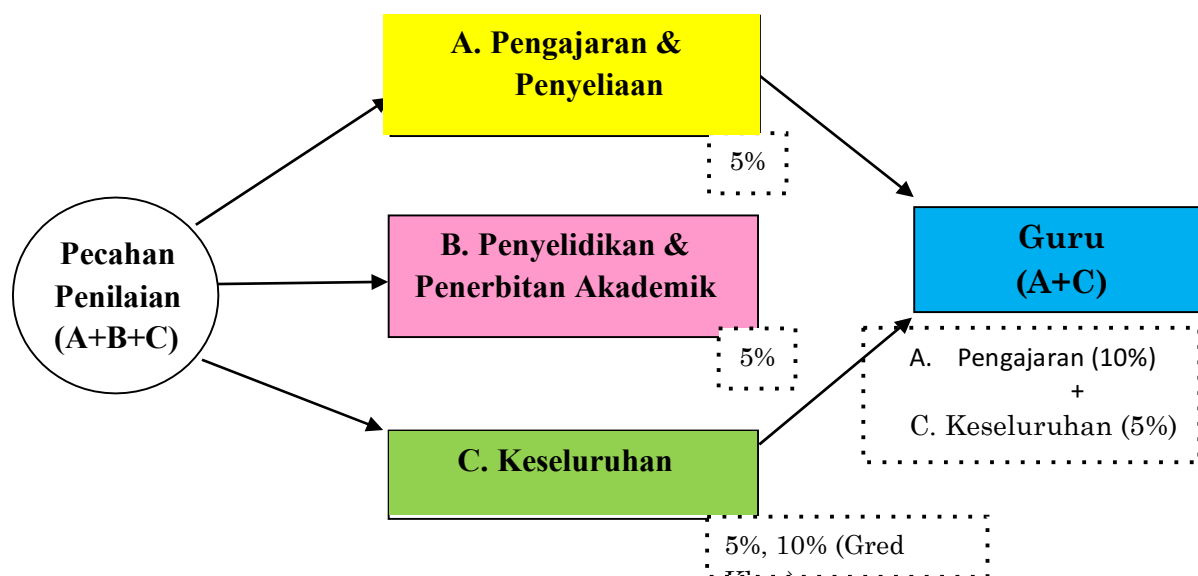 Pecahan
Penilaian
(A+B+C)
A. Pengajaran &
Penyeliaan
5%
B. Penyelidikan &
Penerbitan Akademik
5%
C. Keseluruhan
5%, 10% (Gred
Guru
(A+C)
A. Pengajaran (10%)
+
C. Keseluruhan (5%)